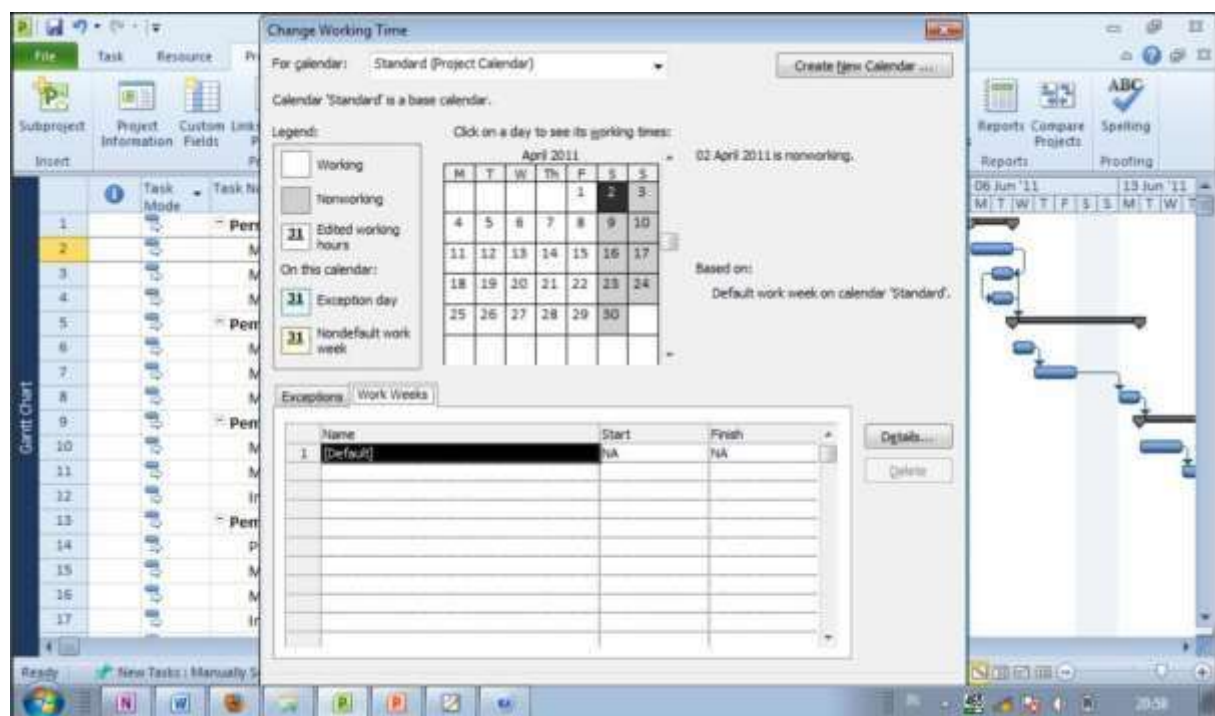 Change Working Time
File
Task
Resource
For calendar:
Standard (Project Calendar)
Create New Calendar ...
Calendar 'Standard' is a base calendar.
Subproject
Project Information
Custom Fields
Insert
Reports
Compare Projects
Spelling
Reports
Proofing
Legend:
Working
Nonworking
31 Edited working hours
On this calendar:
31 Exception day
31 Nondefault work week
Click on a day to see its working times:
April 2011
M T W Th F S S
1 2 3
4 5 6 7 8 9 10
11 12 13 14 15 16 17
18 19 20 21 22 23 24
25 26 27 28 29 30
02 April 2011 is nonworking.
Based on:
Default work week on calendar 'Standard'.
Exceptions
Work Weeks
Name Start Finish
1 [Default] NA NA
Details...
Delete
Task Mode
1
2
3
4
5
6
7
8
9
10
11
12
13
14
15
16
17
Gantt Chart
06 Jun '11
13 Jun '11
M T W T F S S M T W T
Ready
20:58